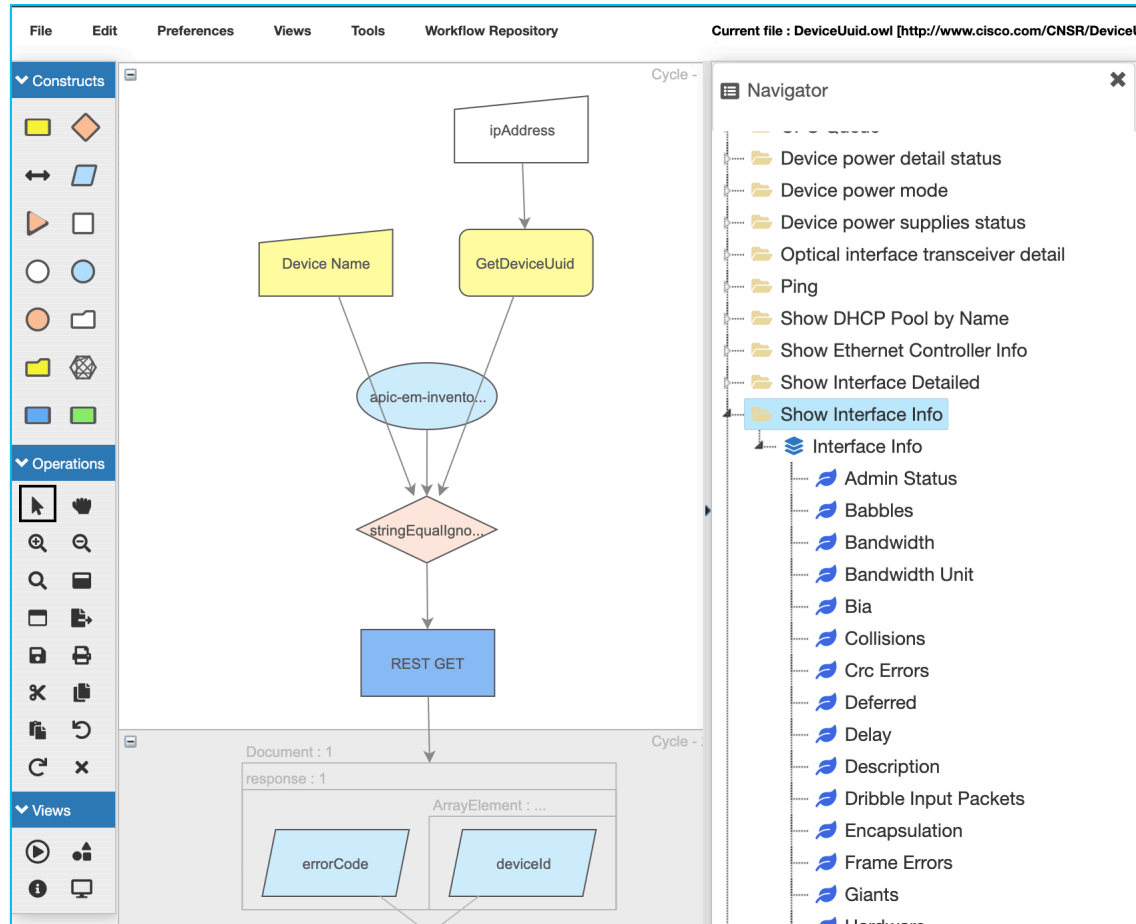 File Edit Preferences Views Tools Workflow Repository Current file : DeviceUuid.owl [http://www.cisco.com/CNSR/Device
Constructs
Operations
Views
Cycle -
ipAddress
Device Name
GetDeviceUuid
apic-em-invento...
stringEqualIgno...
REST GET
Cycle -
Document : 1
response : 1
ArrayElement : ...
errorCode
deviceId
Navigator
Device power detail status
Device power mode
Device power supplies status
Optical interface transceiver detail
Ping
Show DHCP Pool by Name
Show Ethernet Controller Info
Show Interface Detailed
Show Interface Info
Interface Info
Admin Status
Babbles
Bandwidth
Bandwidth Unit
Bia
Collisions
Crc Errors
Deferred
Delay
Description
Dribble Input Packets
Encapsulation
Frame Errors
Giants